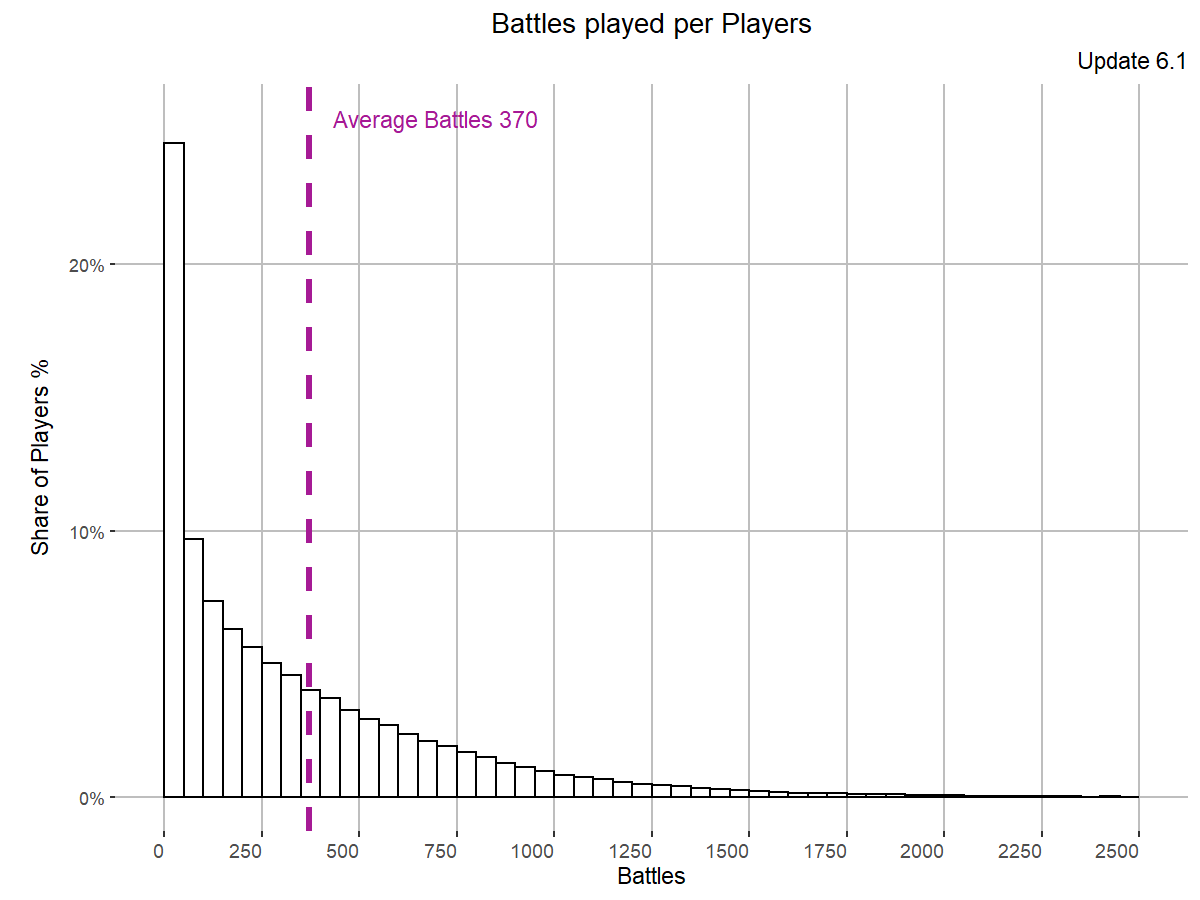 Battles played per Players
Update 6.1
Average Battles 370
Share of Players %
20%
10%
0%
0 250 500 750 1000 1250 1500 1750 2000 2250 2500
Battles